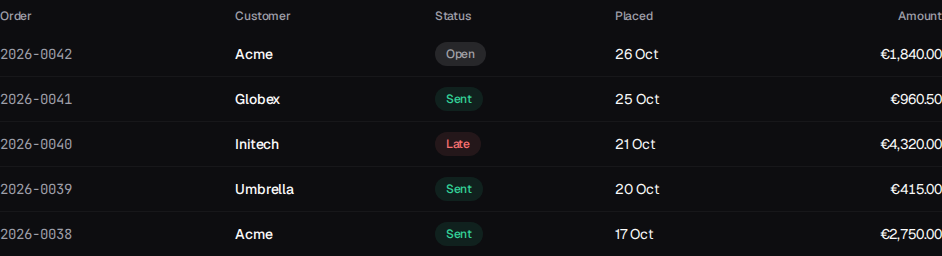 Order Customer Status Placed Amount
2026-0042 Acme Open 26 Oct €1,840.00
2026-0041 Globex Sent 25 Oct €960.50
2026-0040 Initech Late 21 Oct €4,320.00
2026-0039 Umbrella Sent 20 Oct €415.00
2026-0038 Acme Sent 17 Oct €2,750.00